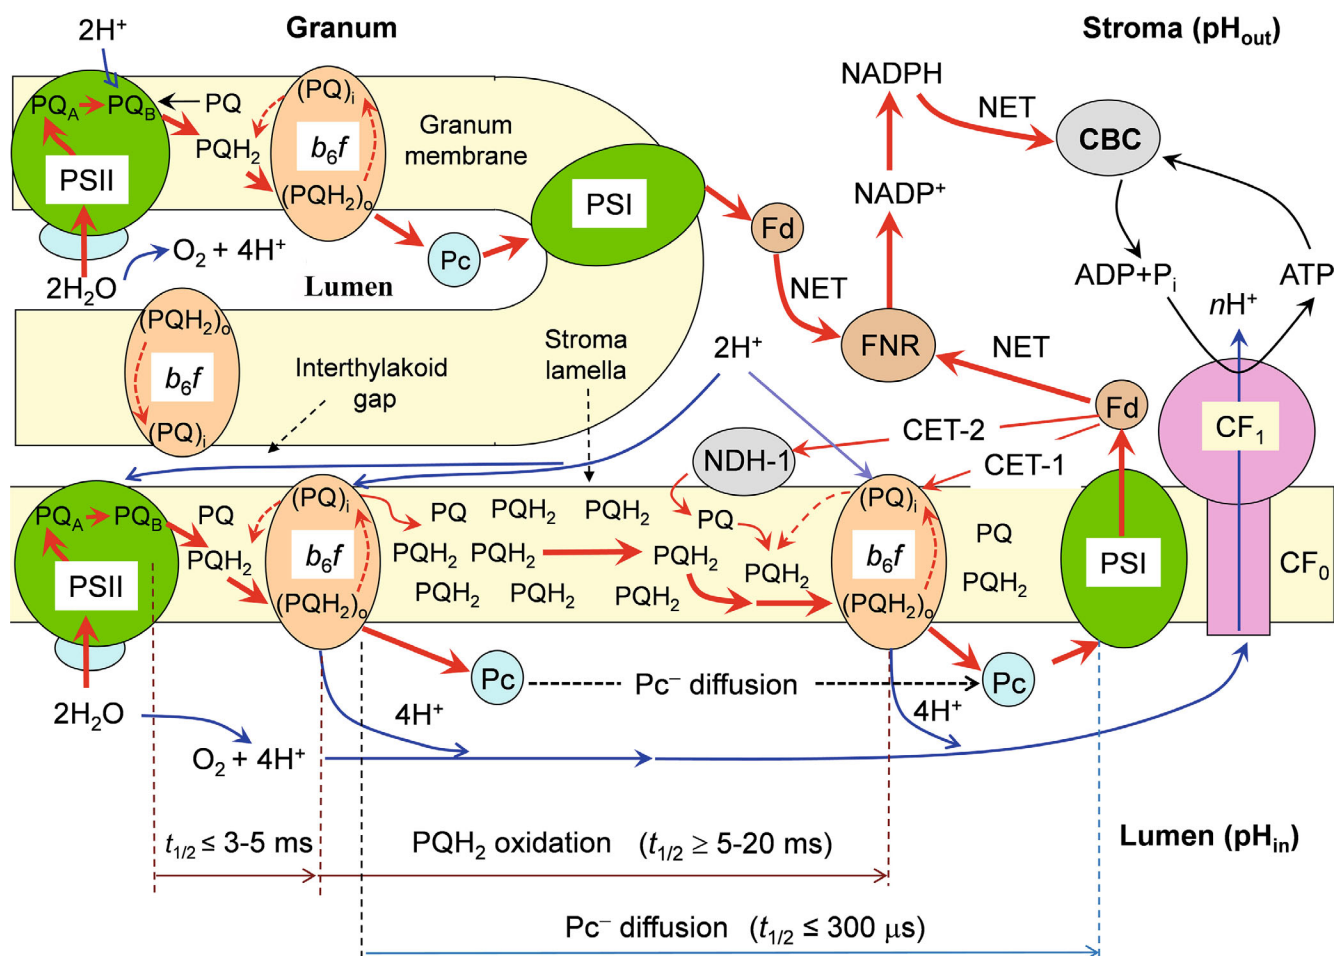 2H⁺
Granum
Stroma (pHout)
PQA
PQB
PQ
(PQ)i
PQH₂
b₆f
(PQH₂)o
PSII
Granum
membrane
PSI
Pc
Fd
NADPH
NET
CBC
NADP⁺
NET
FNR
NET
ADP+Pi
ATP
nH⁺
O₂ + 4H⁺
2H₂O
Lumen
(PQH₂)o
b₆f
(PQ)i
Interthylakoid
gap
Stroma
lamella
2H⁺
Fd
CF₁
CET-2
NDH-1
CET-1
PQA
PQB
PQ
PQH₂
(PQ)i
b₆f
(PQH₂)o
PSII
PQ
PQH₂
PQH₂
PQH₂
PQH₂
PQH₂
PQH₂
PQH₂
PQ
PQH₂
PQH₂
(PQ)i
b₆f
(PQH₂)o
PQ
PQH₂
PSI
CF₀
Pc
Pc⁻ diffusion
Pc
2H₂O
4H⁺
4H⁺
O₂ + 4H⁺
Lumen (pHin)
t1/2 ≤ 3-5 ms
PQH₂ oxidation (t1/2 ≥ 5-20 ms)
Pc⁻ diffusion (t1/2 ≤ 300 μs)